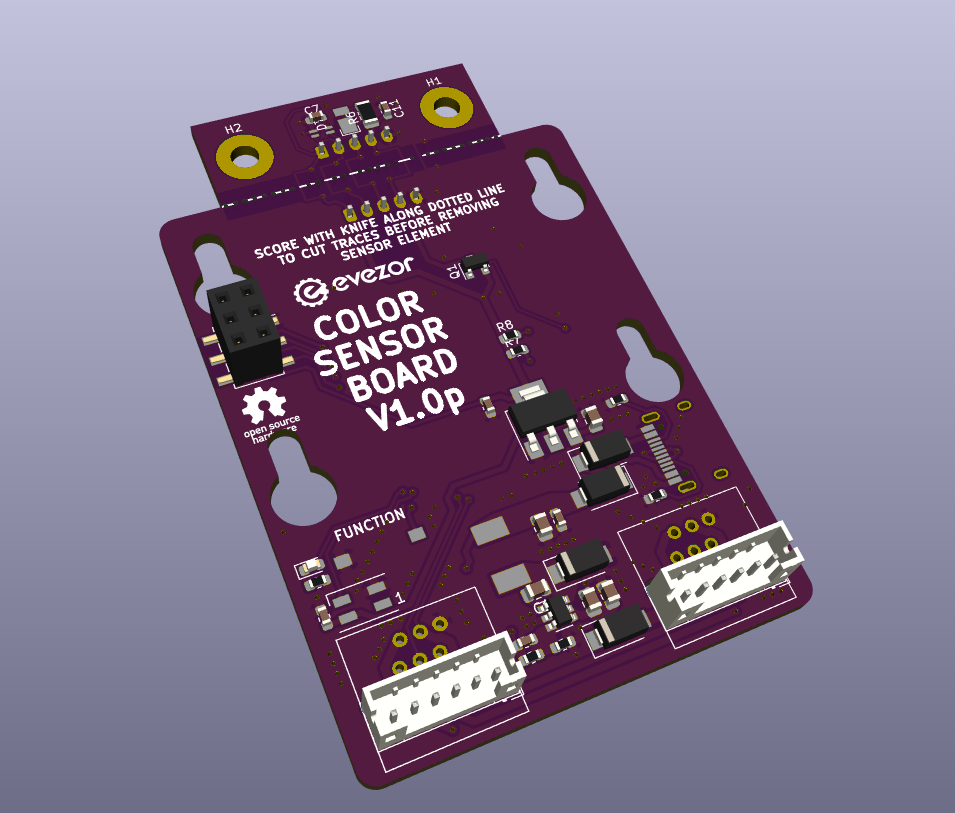 H1
H2
C7
C11
R6
SCORE WITH KNIFE ALONG DOTTED LINE
TO CUT TRACES BEFORE REMOVING
SENSOR ELEMENT
evezor
Q1
COLOR
SENSOR
BOARD
V1.0p
R8
R7
open source
hardware
FUNCTION
1